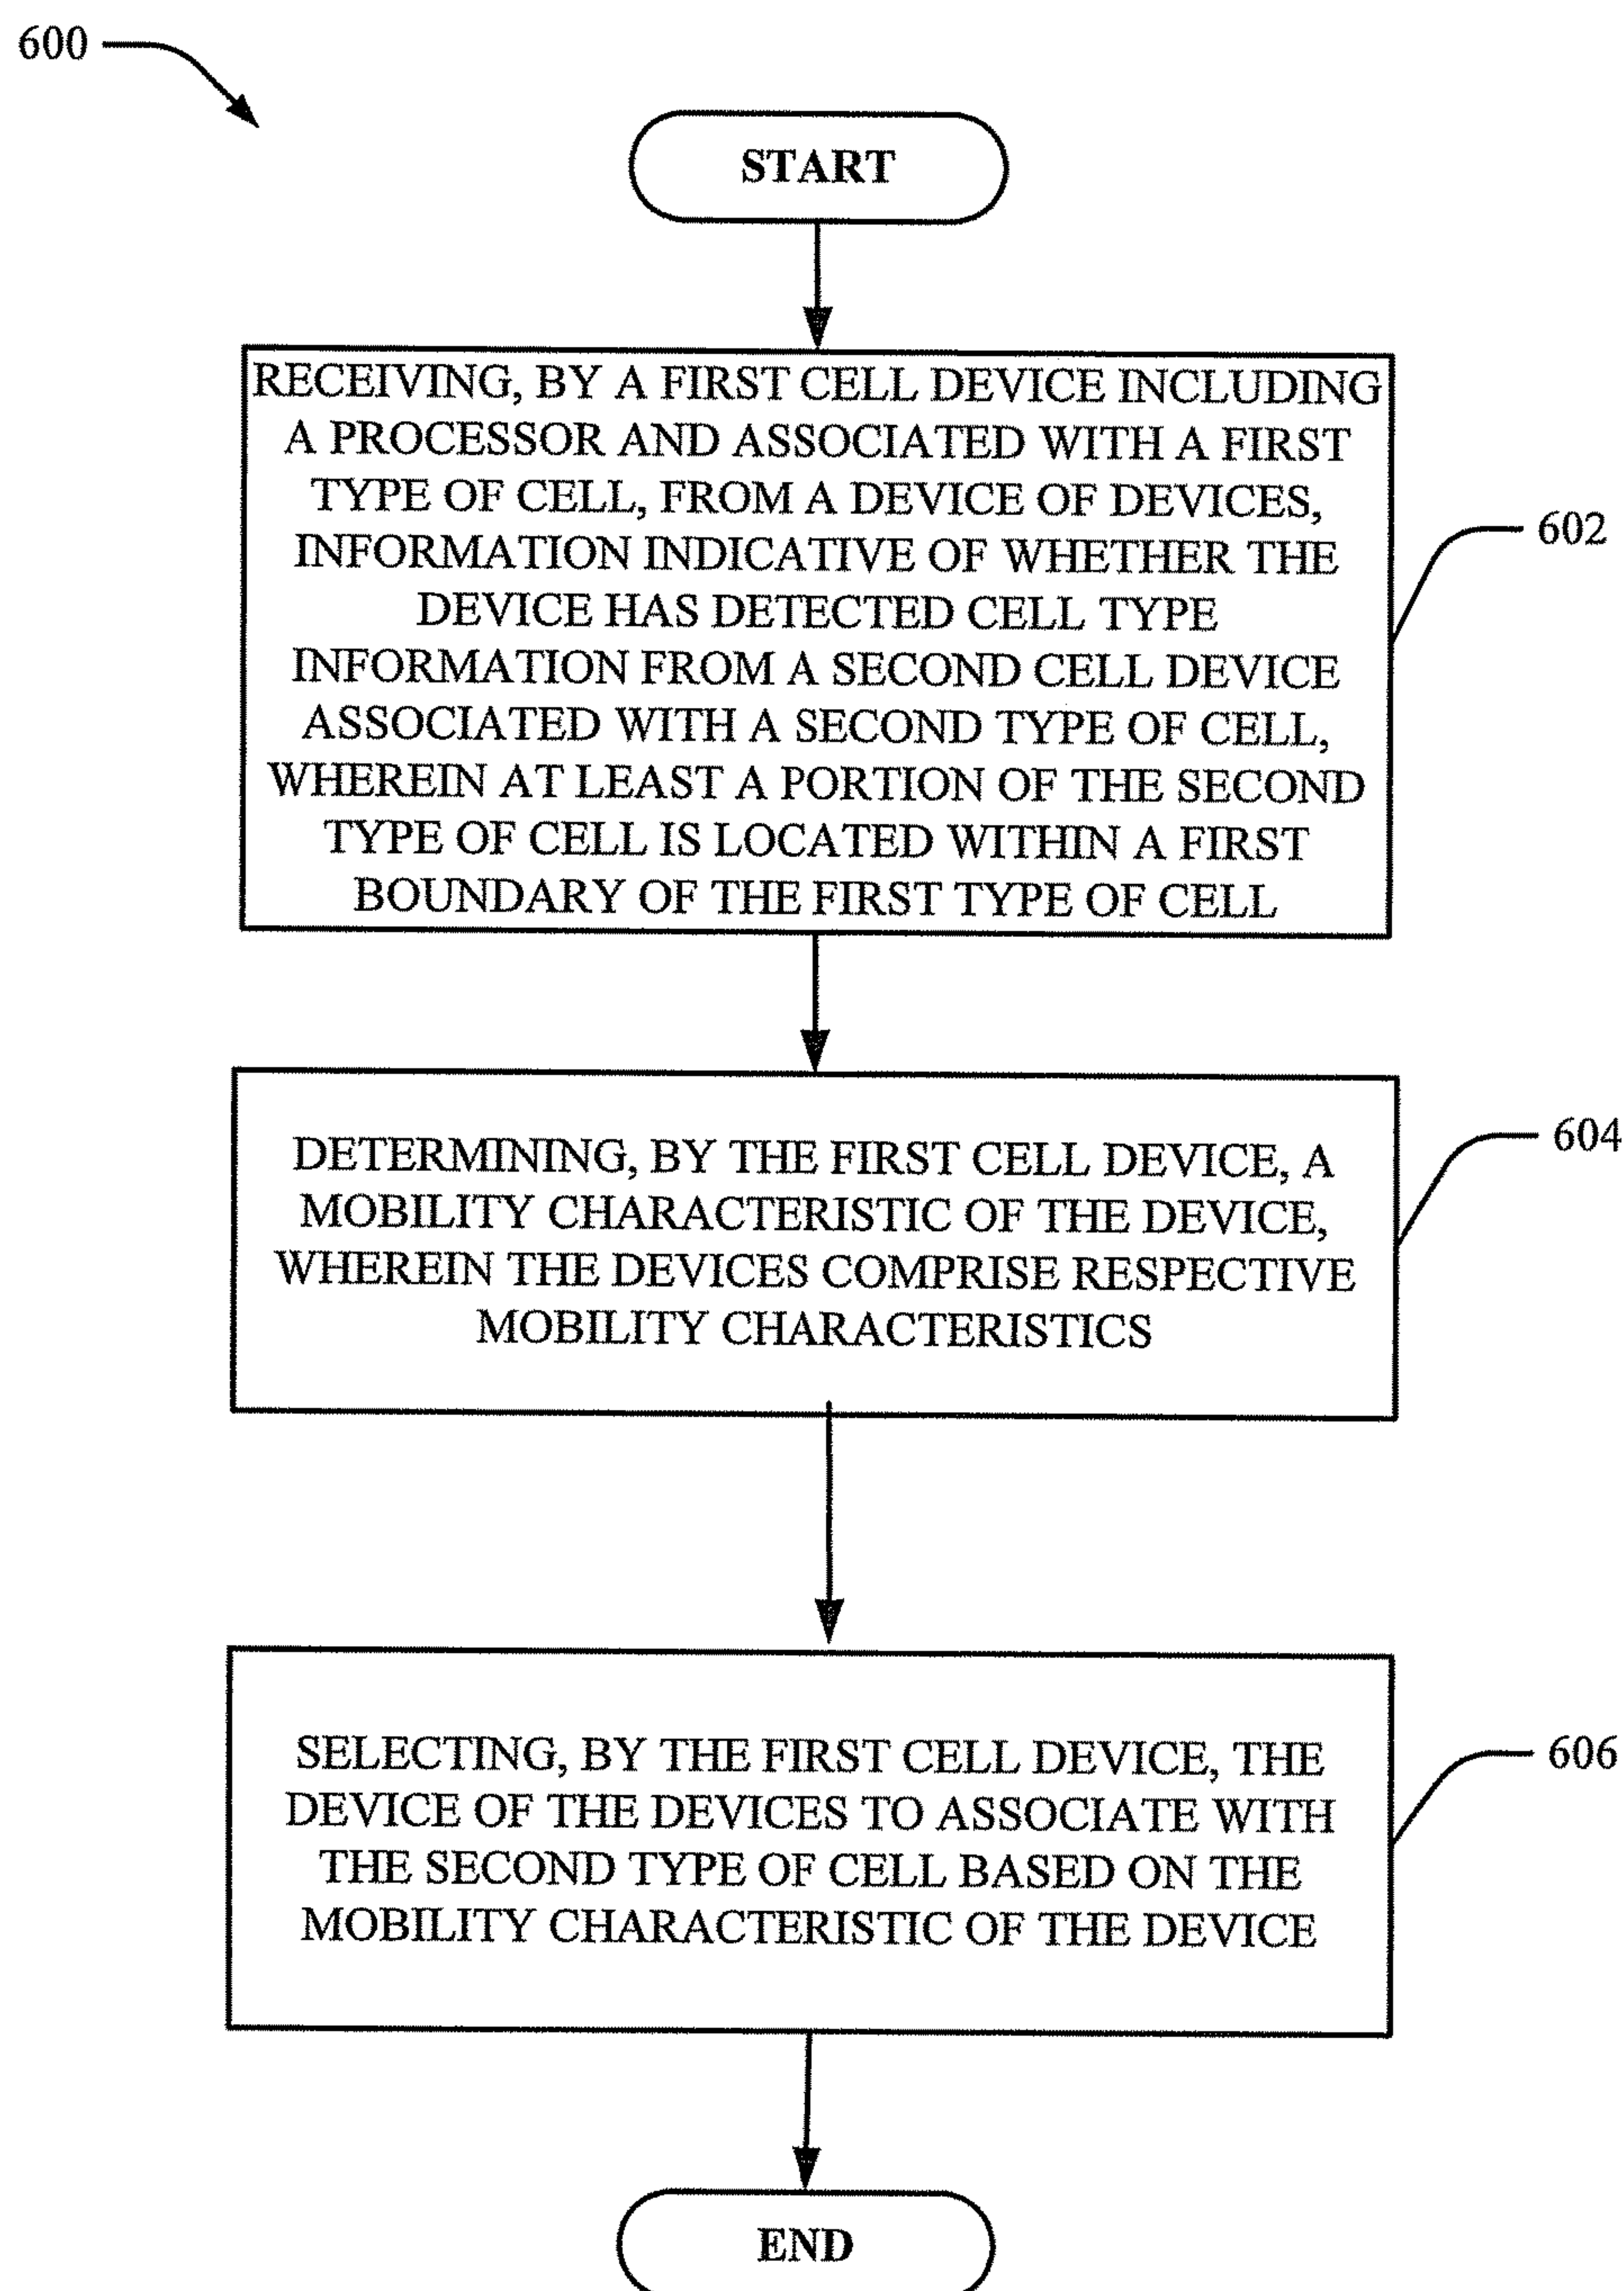 600
START
RECEIVING, BY A FIRST CELL DEVICE INCLUDING
A PROCESSOR AND ASSOCIATED WITH A FIRST
TYPE OF CELL, FROM A DEVICE OF DEVICES,
INFORMATION INDICATIVE OF WHETHER THE
DEVICE HAS DETECTED CELL TYPE
INFORMATION FROM A SECOND CELL DEVICE
ASSOCIATED WITH A SECOND TYPE OF CELL,
WHEREIN AT LEAST A PORTION OF THE SECOND
TYPE OF CELL IS LOCATED WITHIN A FIRST
BOUNDARY OF THE FIRST TYPE OF CELL
602
DETERMINING, BY THE FIRST CELL DEVICE, A
MOBILITY CHARACTERISTIC OF THE DEVICE,
WHEREIN THE DEVICES COMPRISE RESPECTIVE
MOBILITY CHARACTERISTICS
604
SELECTING, BY THE FIRST CELL DEVICE, THE
DEVICE OF THE DEVICES TO ASSOCIATE WITH
THE SECOND TYPE OF CELL BASED ON THE
MOBILITY CHARACTERISTIC OF THE DEVICE
606
END